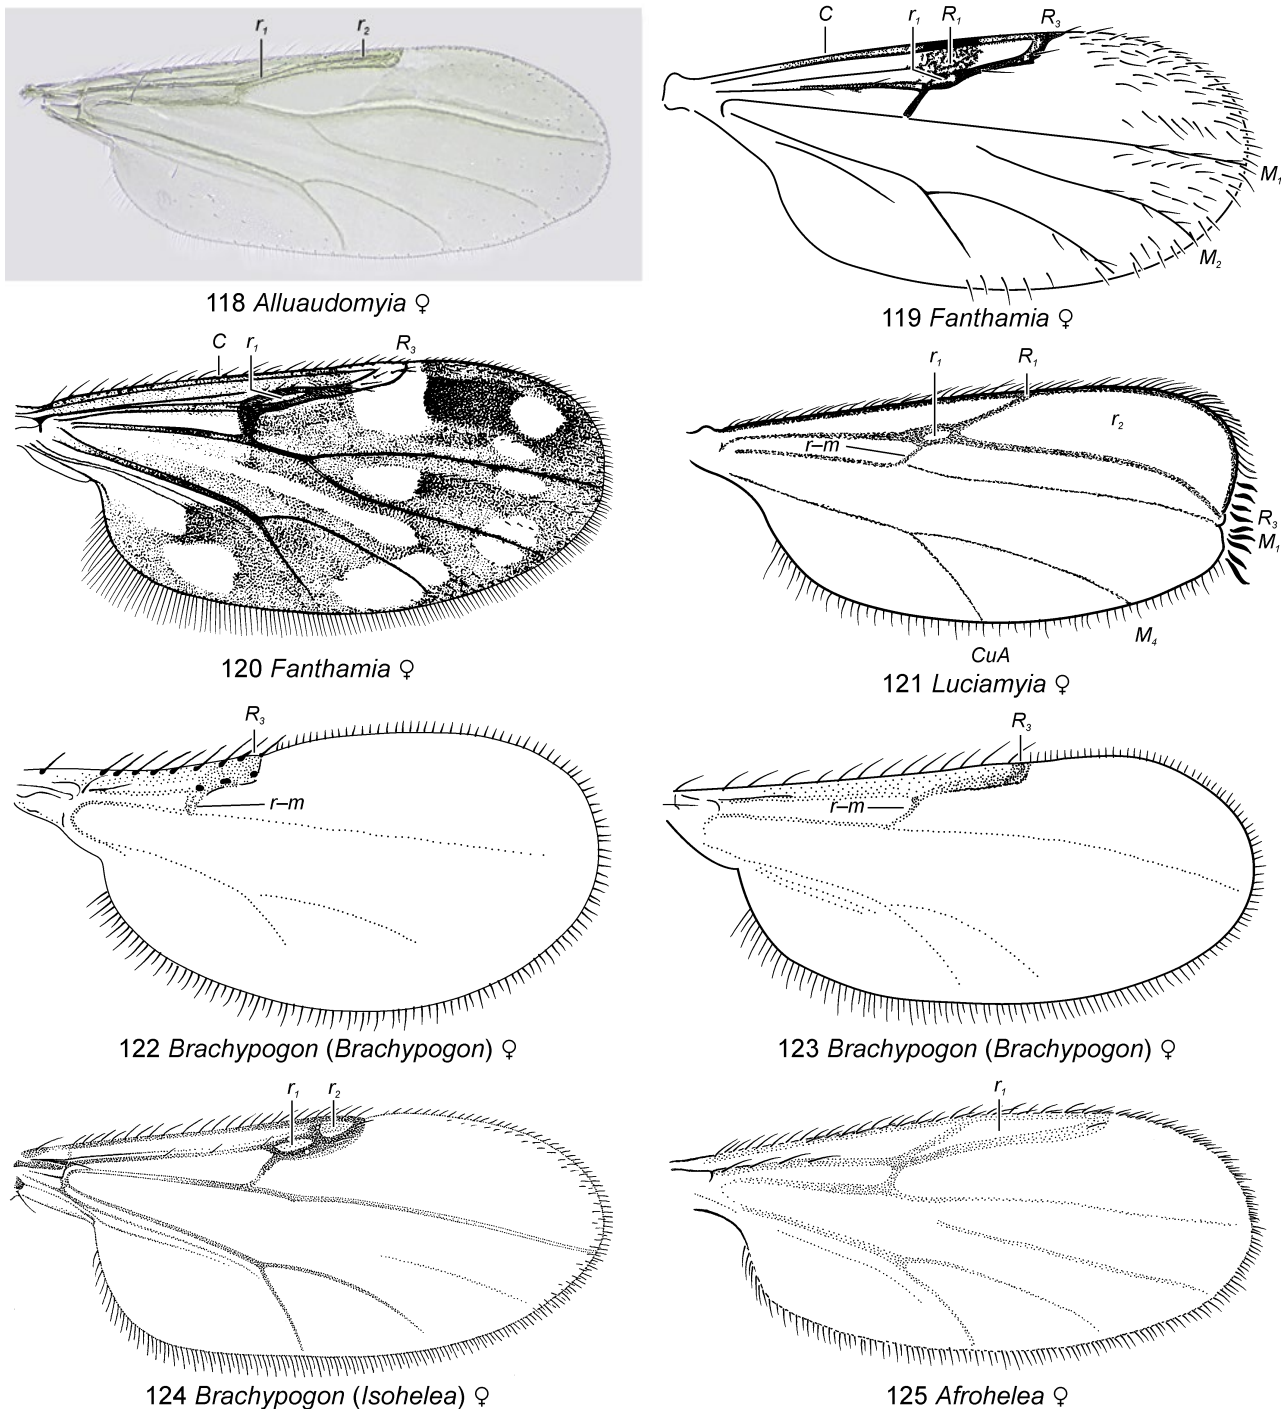 r₁ r₂
118 Alluaudomyia ♀
C r₁ R₁ R₃
M₁
M₂
119 Fanthamia ♀
C r₁ R₃
120 Fanthamia ♀
r₁ R₁
r₂
r–m
R₃
M₁
M₄
CuA
121 Luciamyia ♀
R₃
r–m
122 Brachypogon (Brachypogon) ♀
R₃
r–m
123 Brachypogon (Brachypogon) ♀
r₁ r₂
124 Brachypogon (Isohelea) ♀
r₁
125 Afrohelea ♀